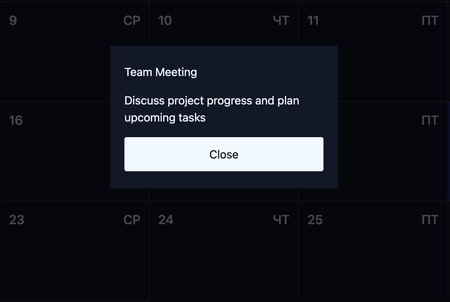 9 СР 10 ЧТ 11 ПТ
Team Meeting
Discuss project progress and plan
upcoming tasks
16 ПТ
Close
23 СР 24 ЧТ 25 ПТ